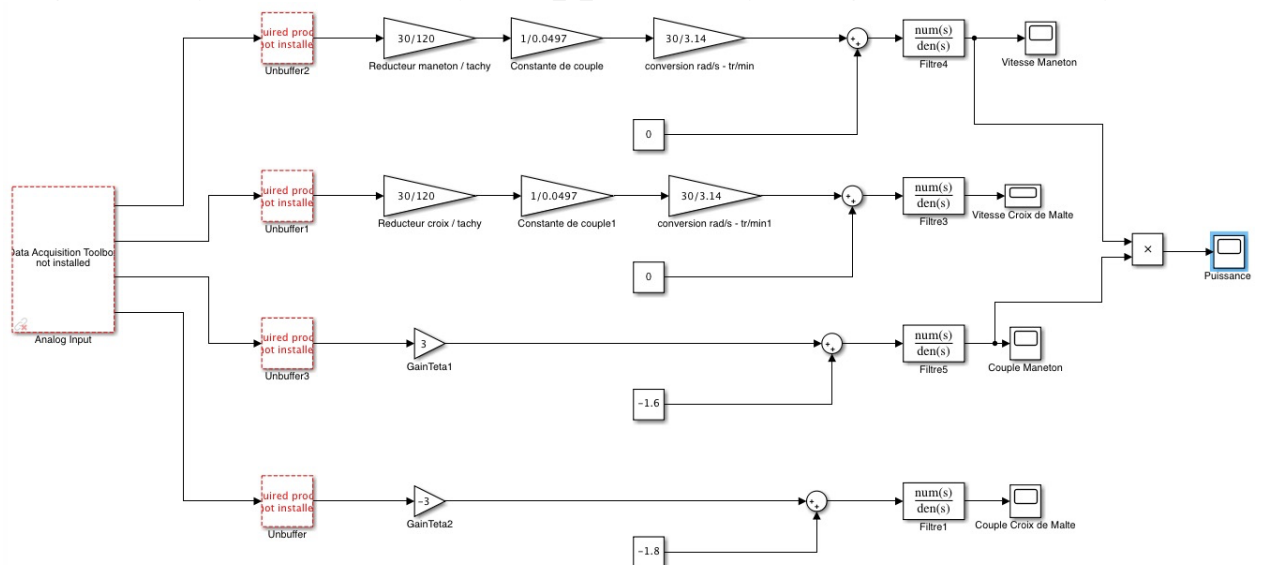 uired prod
ot installe
Unbuffer2
30/120
Reducteur maneton / tachy
1/0.0497
Constante de couple
30/3.14
conversion rad/s - tr/min
0
num(s)
den(s)
Filtre4
Vitesse Maneton
uired prod
ot installe
Unbuffer1
30/120
Reducteur croix / tachy
1/0.0497
Constante de couple1
30/3.14
conversion rad/s - tr/min1
0
num(s)
den(s)
Filtre3
Vitesse Croix de Malte
Data Acquisition Toolbo
not installed
Analog Input
×
Puissance
uired prod
ot installe
Unbuffer3
3
GainTeta1
-1.6
num(s)
den(s)
Filtre5
Couple Maneton
uired prod
ot installe
Unbuffer
-3
GainTeta2
-1.8
num(s)
den(s)
Filtre1
Couple Croix de Malte